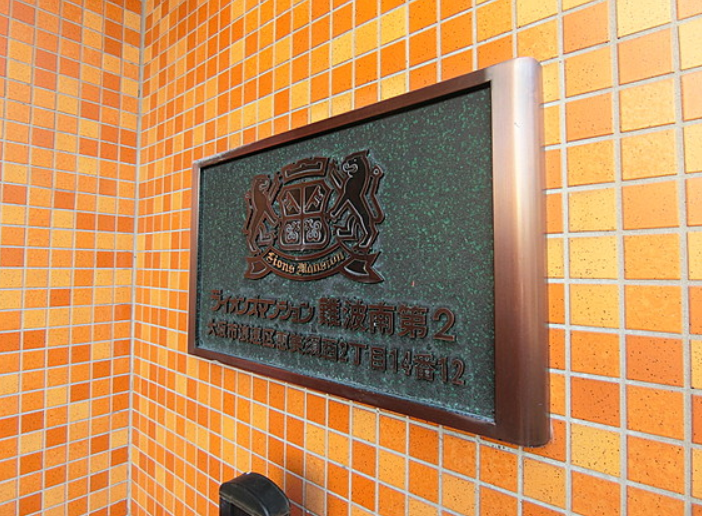 Lions Mansion
ライオンズマンション 難波南第2
大阪市浪速区敷津西2丁目14番12